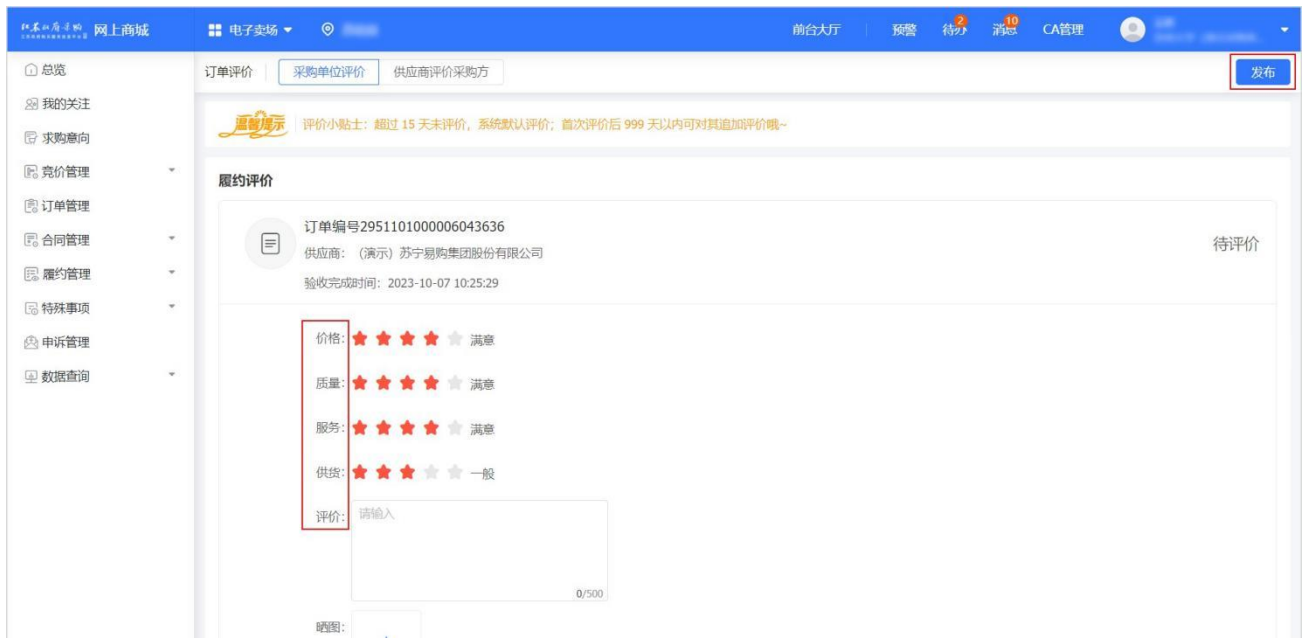 江苏政府采购 网上商城
电子卖场
前台大厅 预警 待办 2 消息 10 CA管理
总览
我的关注
求购意向
竞价管理
订单管理
合同管理
履约管理
特殊事项
申诉管理
数据查询
订单评价 采购单位评价 供应商评价采购方 发布
温馨提示 评价小贴士：超过 15 天未评价，系统默认评价；首次评价后 999 天以内可对其追加评价哦~
履约评价
订单编号2951101000006043636
供应商：（演示）苏宁易购集团股份有限公司
验收完成时间：2023-10-07 10:25:29
待评价
价格： 满意
质量： 满意
服务： 满意
供货： 一般
评价： 请输入
0/500
晒图：